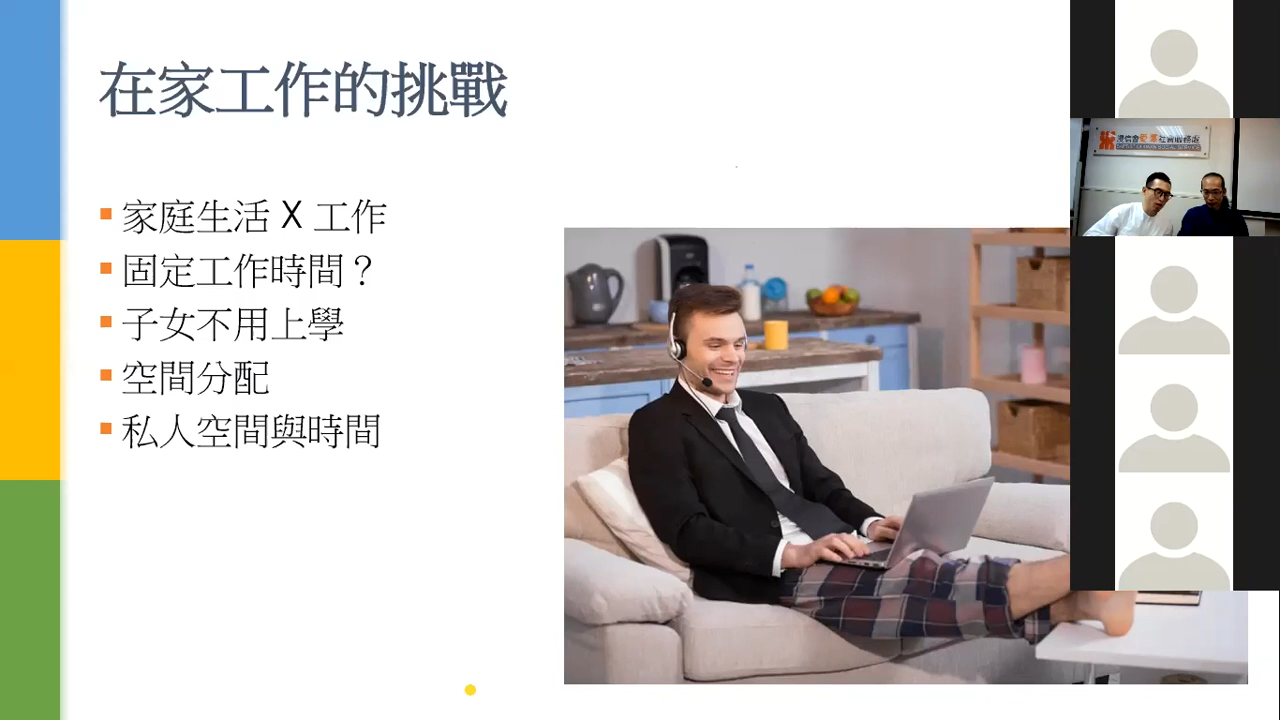 在家工作的挑戰
家庭生活 X 工作
固定工作時間？
子女不用上學
空間分配
私人空間與時間